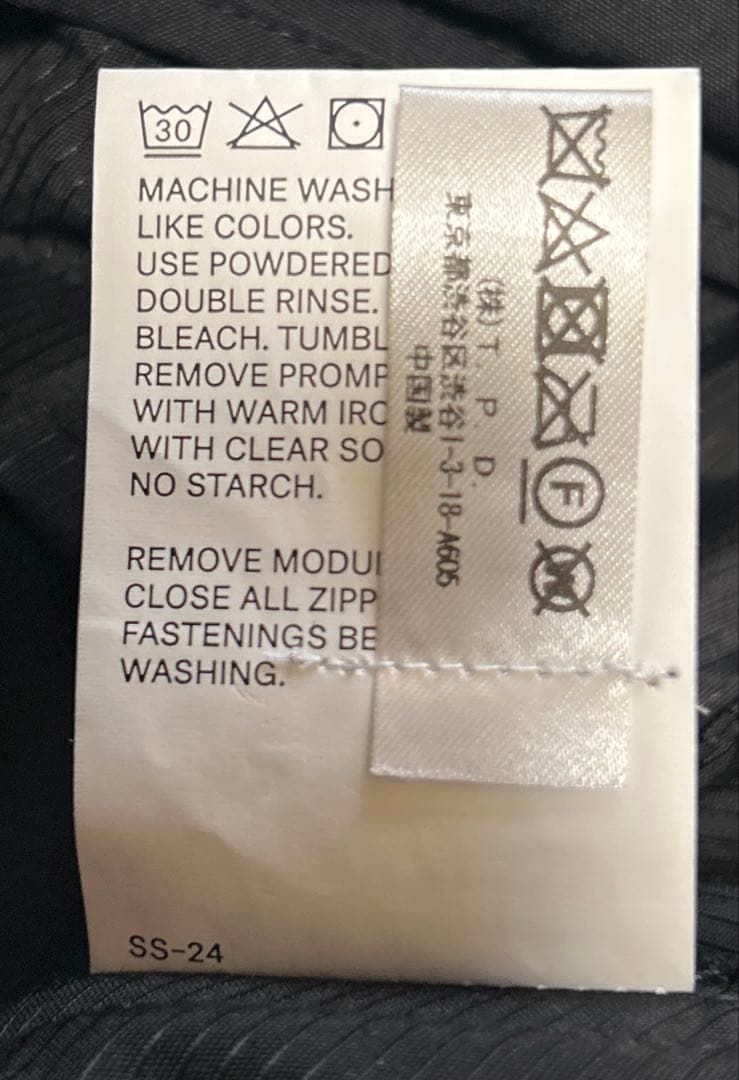 30
MACHINE WASH
LIKE COLORS.
USE POWDERED
DOUBLE RINSE.
BLEACH. TUMBL
REMOVE PROMP
WITH WARM IRO
WITH CLEAR SO
NO STARCH.
REMOVE MODUL
CLOSE ALL ZIPP
FASTENINGS BE
WASHING.
SS-24
F
W
(株)T. P. D.
東京都渋谷区渋谷1-3-18-A605
中国製